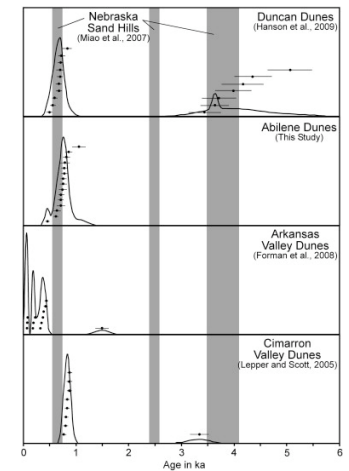 Nebraska
Sand Hills
(Miao et al., 2007)
Duncan Dunes
(Hanson et al., 2009)
Abilene Dunes
(This Study)
Arkansas
Valley Dunes
(Forman et al., 2008)
Cimarron
Valley Dunes
(Lepper and Scott, 2005)
0 1 2 3 4 5 6
Age in ka